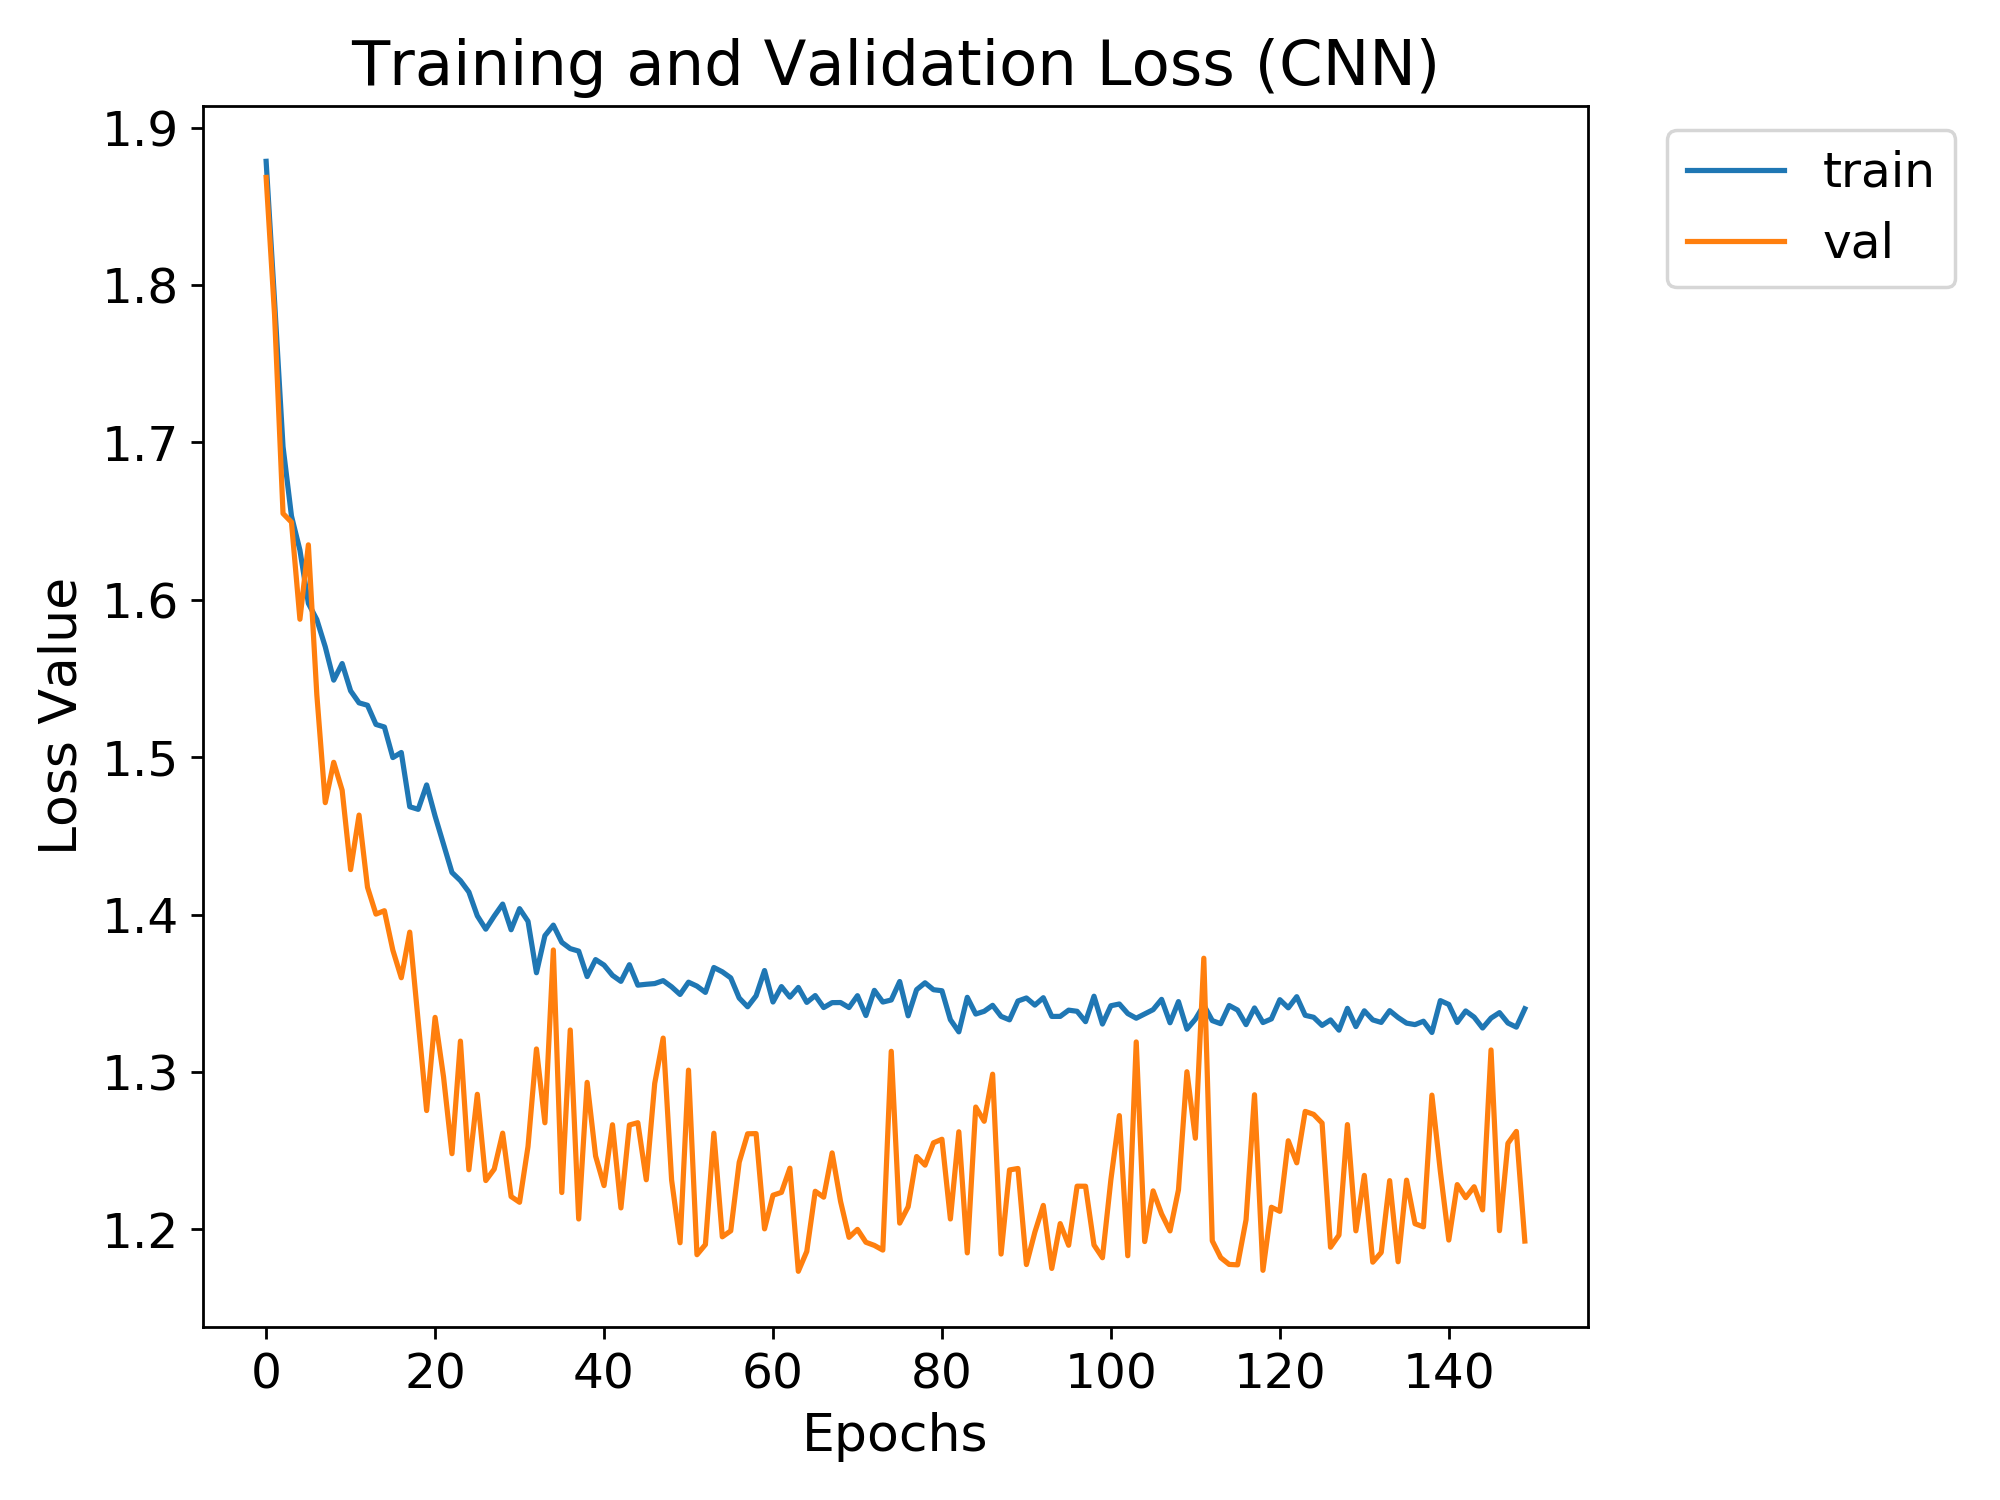 Training and Validation Loss (CNN)
train
val
1.9
1.8
1.7
1.6
1.5
1.4
1.3
1.2
Loss Value
0 20 40 60 80 100 120 140
Epochs